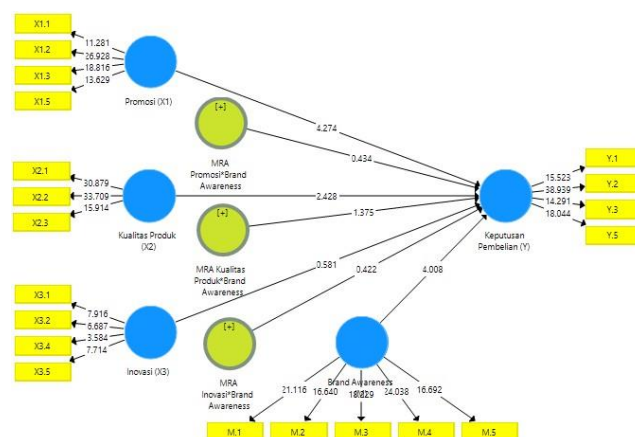 X1.1
X1.2
X1.3
X1.5
11.281
26.928
18.816
13.629
Promosi (X1)
[+]
MRA
Promosi*Brand
Awareness
4.274
0.434
X2.1
X2.2
X2.3
30.879
33.709
15.914
Kualitas Produk
(X2)
[+]
MRA Kualitas
Produk*Brand
Awareness
2.428
1.375
Y.1
Y.2
Y.3
Y.5
15.523
38.939
14.291
18.044
Keputusan
Pembelian (Y)
X3.1
X3.2
X3.4
X3.5
7.916
6.687
3.584
7.714
Inovasi (X3)
[+]
MRA
Inovasi*Brand
Awareness
0.581
0.422
4.008
Brand Awareness
21.116
16.640
24.038
16.692
M.1
M.2
M.3
M.4
M.5